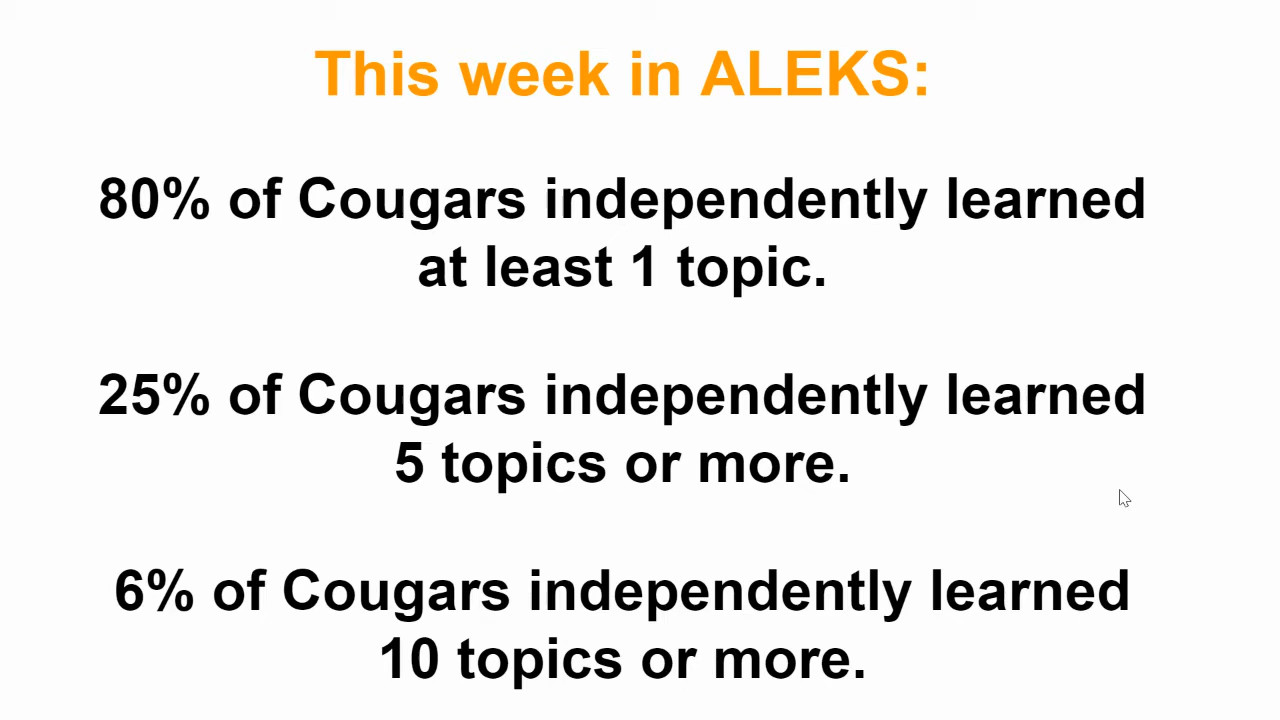 This week in ALEKS:
80% of Cougars independently learned
at least 1 topic.
25% of Cougars independently learned
5 topics or more.
6% of Cougars independently learned
10 topics or more.